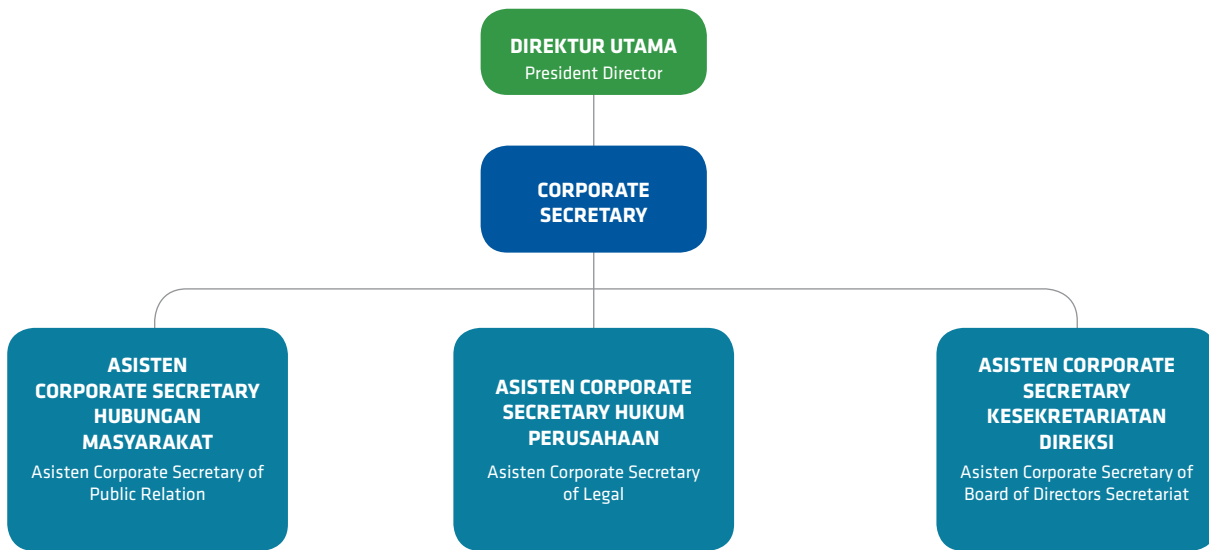 DIREKTUR UTAMA
President Director
CORPORATE
SECRETARY
ASISTEN
CORPORATE SECRETARY
HUBUNGAN
MASYARAKAT
Asisten Corporate Secretary of
Public Relation
ASISTEN CORPORATE
SECRETARY HUKUM
PERUSAHAAN
Asisten Corporate Secretary
of Legal
ASISTEN CORPORATE
SECRETARY
KESEKRETARIATAN
DIREKSI
Asisten Corporate Secretary of
Board of Directors Secretariat